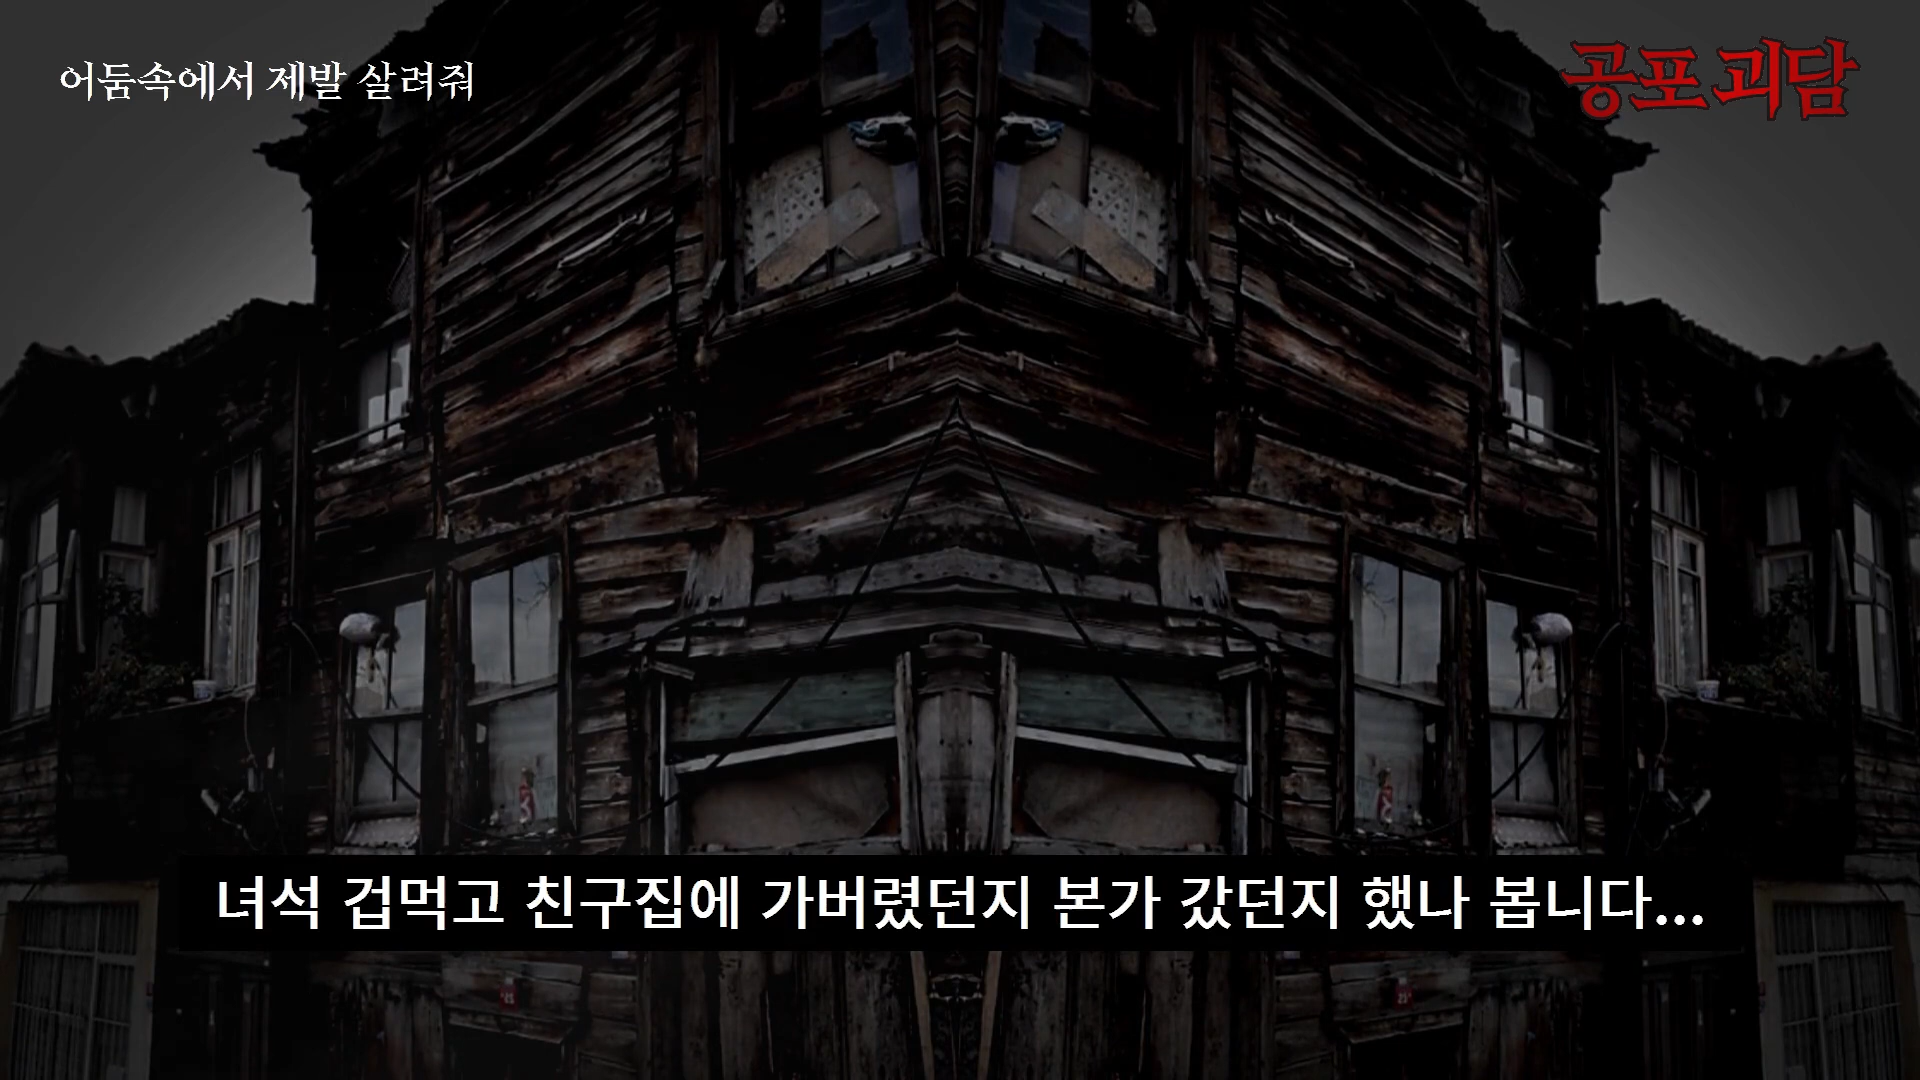 어둠속에서 제발 살려줘
공포 괴담
녀석 겁먹고 친구집에 가버렸던지 본가 갔던지 했나 봅니다...